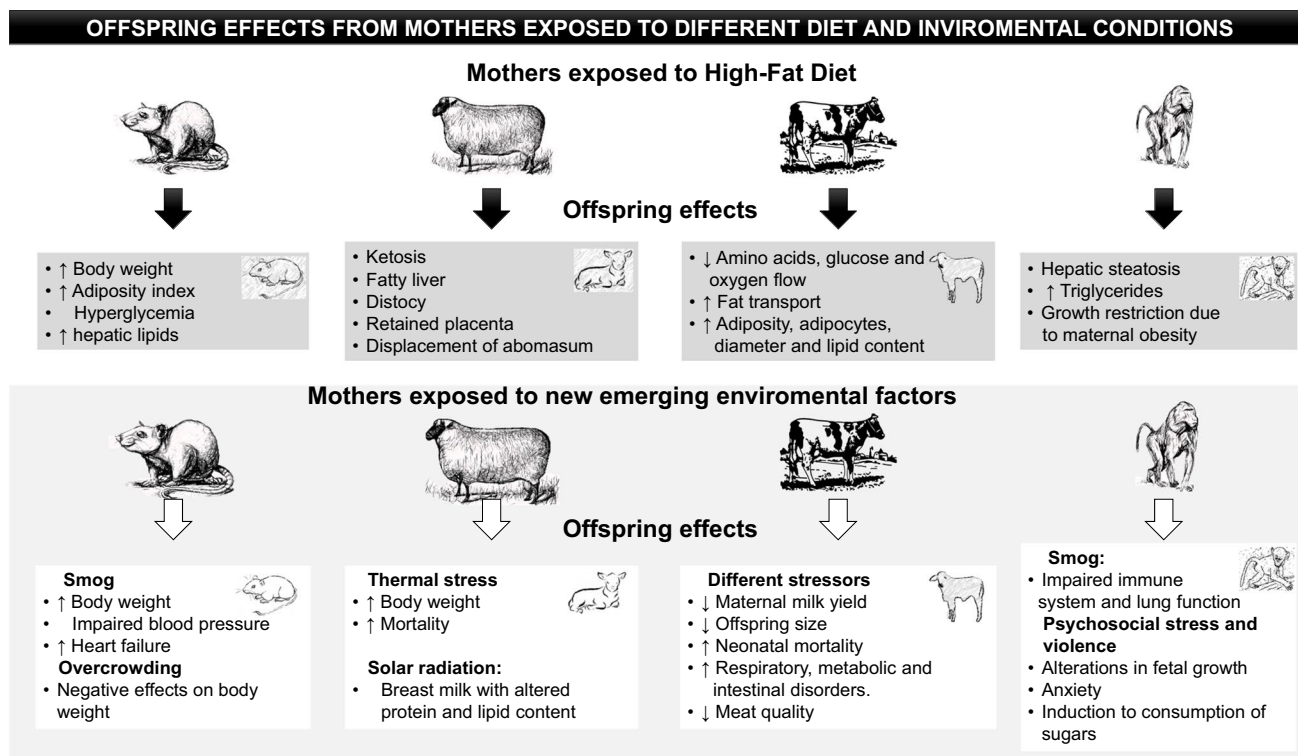 OFFSPRING EFFECTS FROM MOTHERS EXPOSED TO DIFFERENT DIET AND INVIROMENTAL CONDITIONS
Mothers exposed to High-Fat Diet
Offspring effects
• ↑ Body weight
• ↑ Adiposity index
• Hyperglycemia
• ↑ hepatic lipids
• Ketosis
• Fatty liver
• Distocy
• Retained placenta
• Displacement of abomasum
• ↓ Amino acids, glucose and
oxygen flow
• ↑ Fat transport
• ↑ Adiposity, adipocytes,
diameter and lipid content
• Hepatic steatosis
• ↑ Triglycerides
• Growth restriction due
to maternal obesity
Mothers exposed to new emerging enviromental factors
Offspring effects
Smog
• ↑ Body weight
• Impaired blood pressure
• ↑ Heart failure
Overcrowding
• Negative effects on body
weight
Thermal stress
• ↑ Body weight
• ↑ Mortality
Solar radiation:
• Breast milk with altered
protein and lipid content
Different stressors
• ↓ Maternal milk yield
• ↓ Offspring size
• ↑ Neonatal mortality
• ↑ Respiratory, metabolic and
intestinal disorders.
• ↓ Meat quality
Smog:
• Impaired immune
system and lung function
Psychosocial stress and
violence
• Alterations in fetal growth
• Anxiety
• Induction to consumption of
sugars